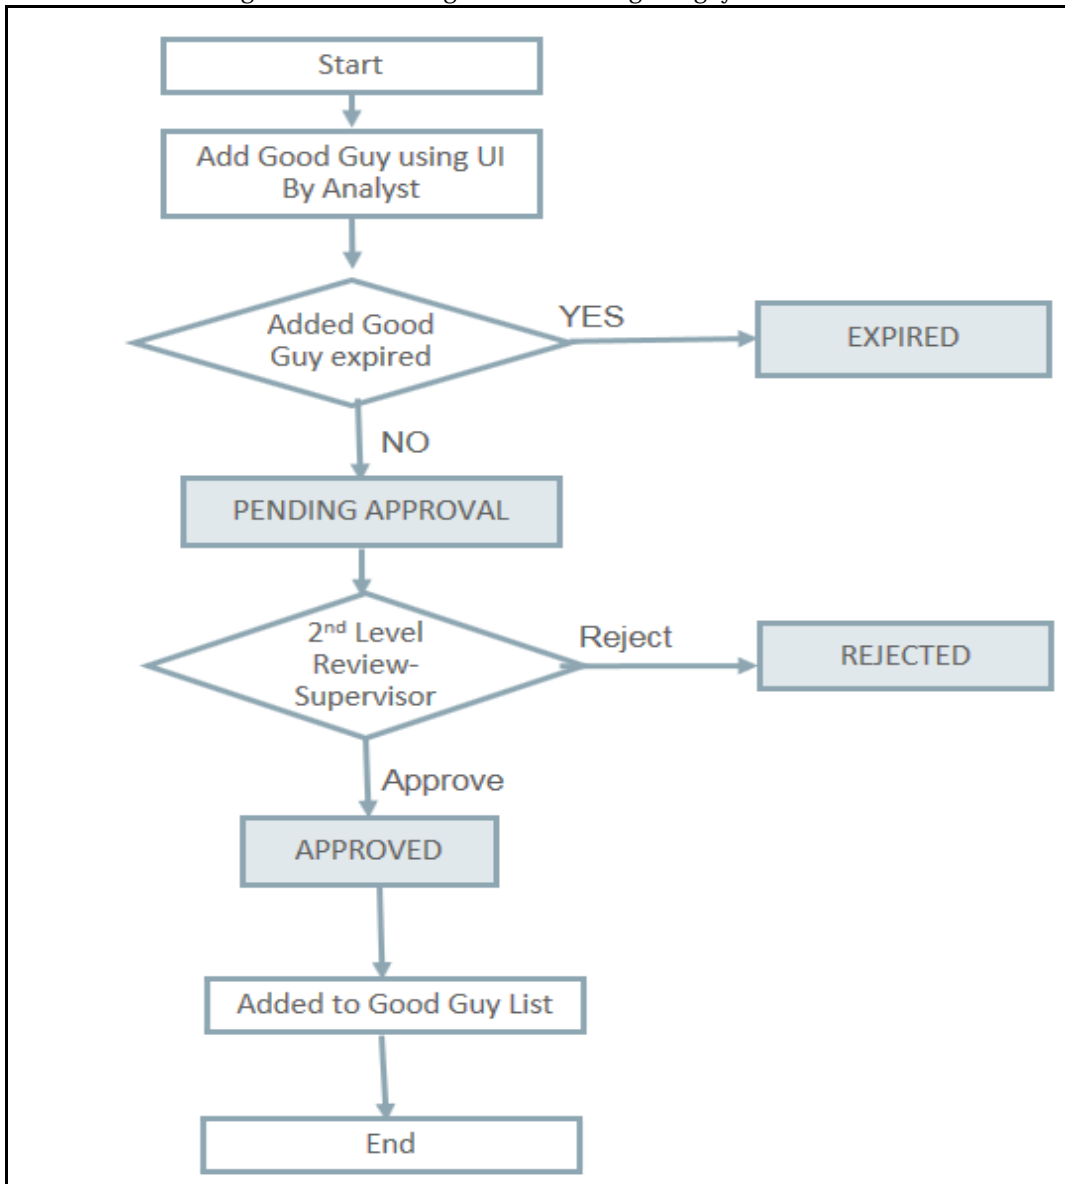 Start
Add Good Guy using UI
By Analyst
Added Good
Guy expired
YES
EXPIRED
NO
PENDING APPROVAL
2nd Level
Review-
Supervisor
Reject
REJECTED
Approve
APPROVED
Added to Good Guy List
End